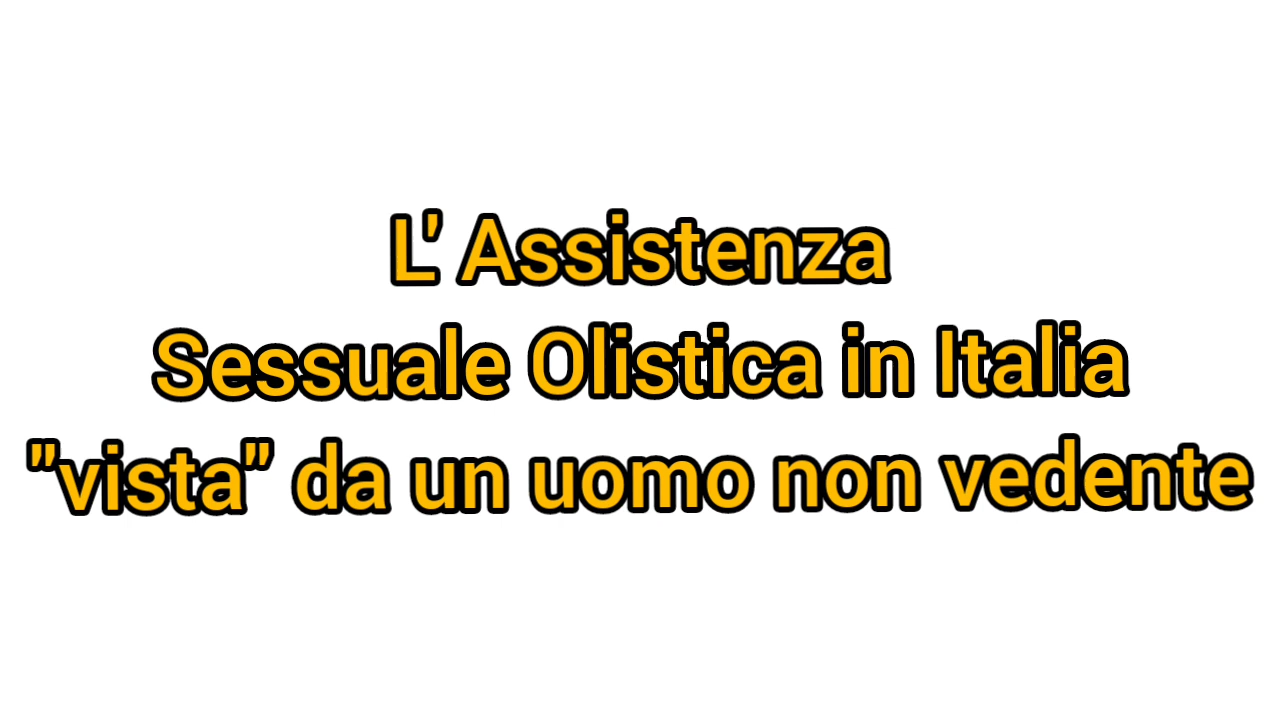 L' Assistenza
Sessuale Olistica in Italia
"vista" da un uomo non vedente